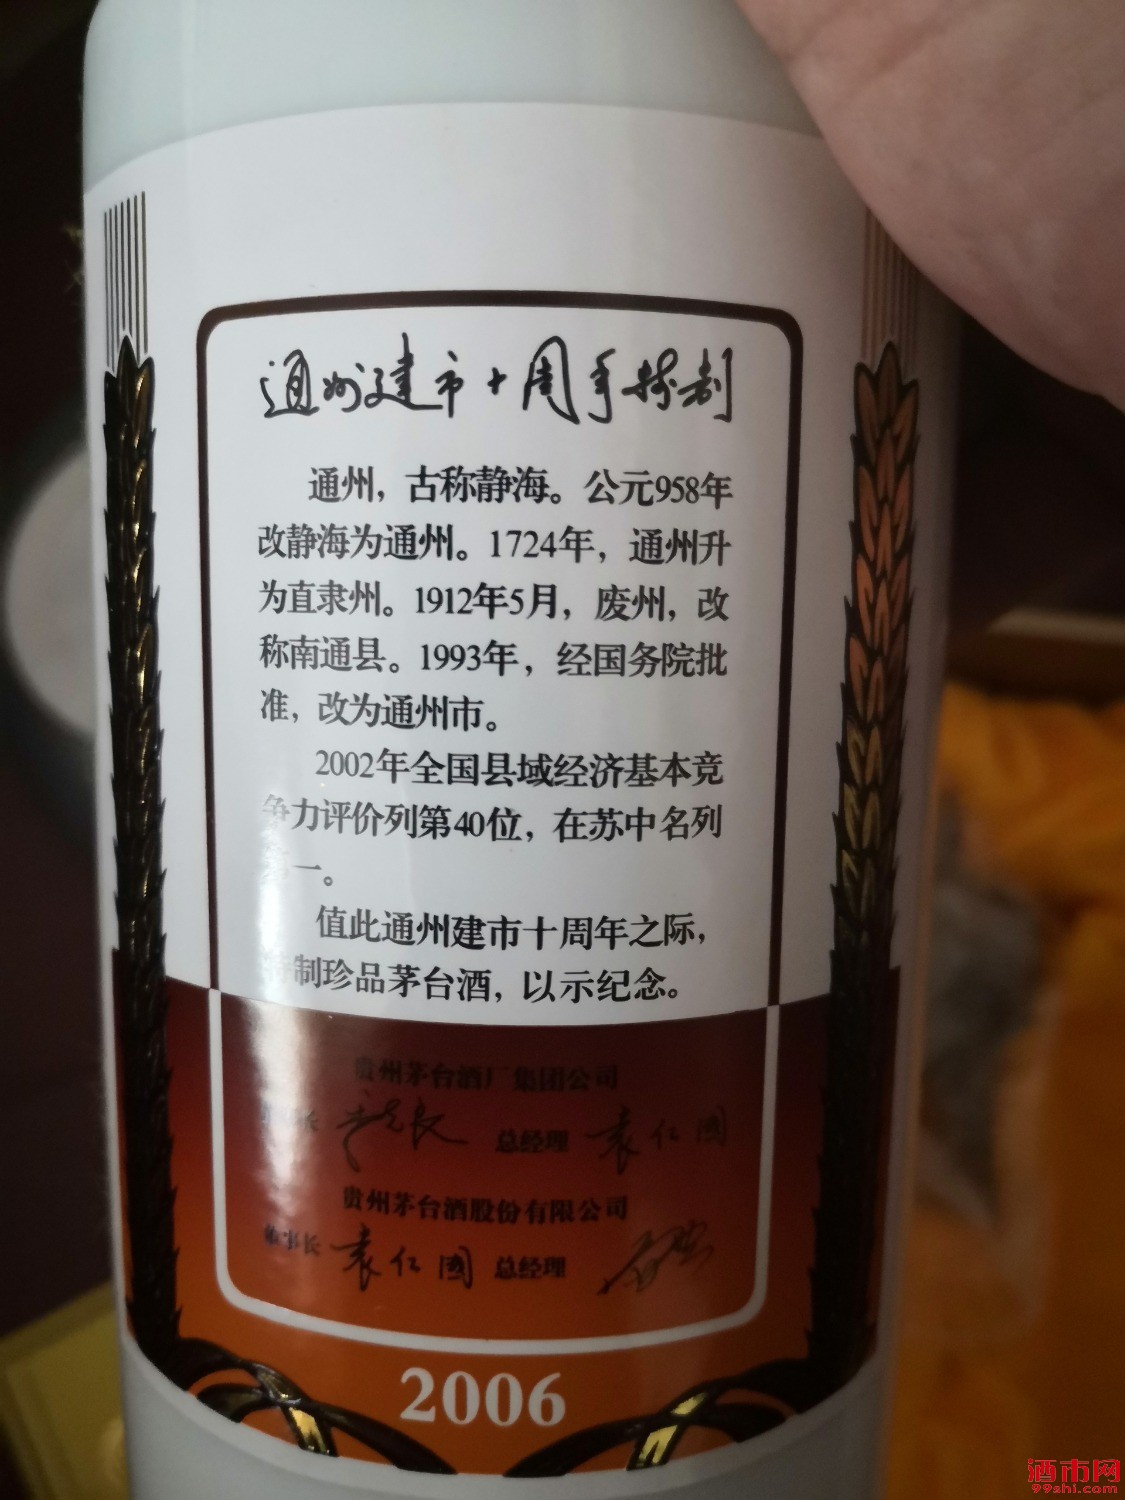 通州建市十周年特制
通州，古称静海。公元958年
改静海为通州。1724年，通州升
为直隶州。1912年5月，废州，改
称南通县。1993年，经国务院批
准，改为通州市。
2002年全国县域经济基本竞
争力评价列第40位，在苏中名列
第一。
值此通州建市十周年之际，
特制珍品茅台酒，以示纪念。
贵州茅台酒厂集团公司
总经理 袁仁国
贵州茅台酒股份有限公司
董事长 袁仁國 总经理
2006
酒市网
99shi.com